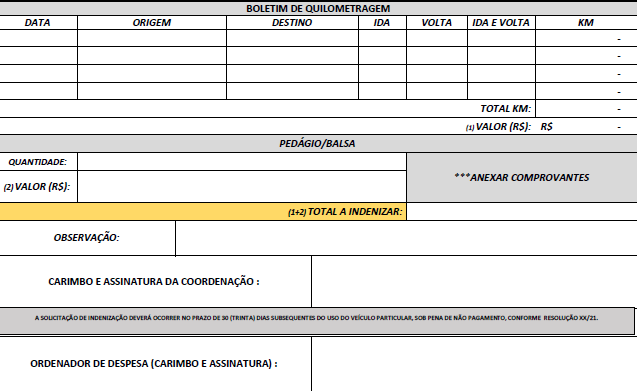 BOLETIM DE QUILOMETRAGEM
DATA ORIGEM DESTINO IDA VOLTA IDA E VOLTA KM
-
-
-
-
TOTAL KM: -
(1) VALOR (R$): R$ -
PEDÁGIO/BALSA
QUANTIDADE:
***ANEXAR COMPROVANTES
(2) VALOR (R$):
(1+2) TOTAL A INDENIZAR:
OBSERVAÇÃO:
CARIMBO E ASSINATURA DA COORDENAÇÃO :
A SOLICITAÇÃO DE INDENIZAÇÃO DEVERÁ OCORRER NO PRAZO DE 30 (TRINTA) DIAS SUBSEQUENTES DO USO DO VEÍCULO PARTICULAR, SOB PENA DE NÃO PAGAMENTO, CONFORME RESOLUÇÃO XX/21.
ORDENADOR DE DESPESA (CARIMBO E ASSINATURA) :